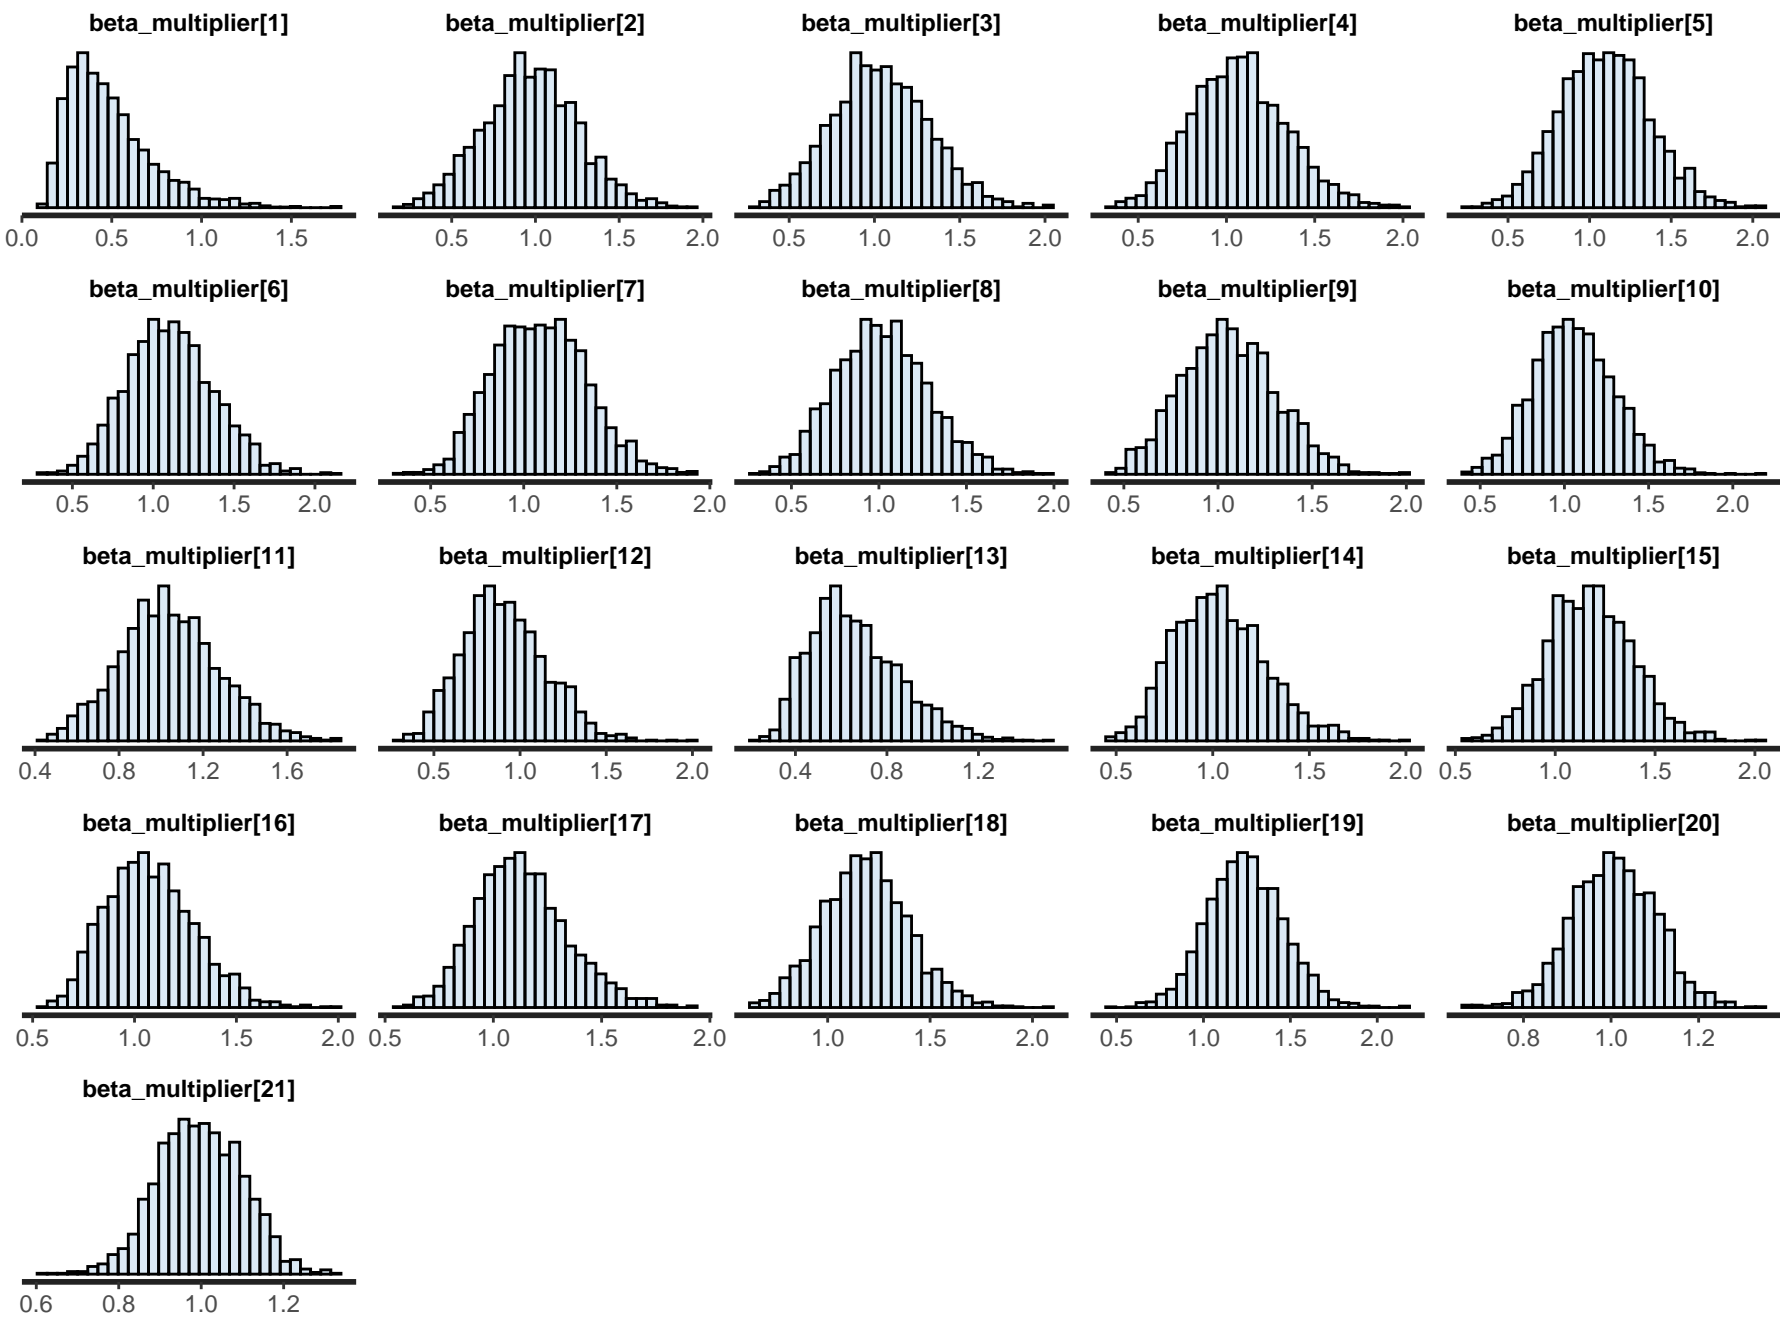 beta_multiplier[1] beta_multiplier[2] beta_multiplier[3] beta_multiplier[4] beta_multiplier[5]
0.0 0.5 1.0 1.5 0.5 1.0 1.5 2.0 0.5 1.0 1.5 2.0 0.5 1.0 1.5 2.0 0.5 1.0 1.5 2.0
beta_multiplier[6] beta_multiplier[7] beta_multiplier[8] beta_multiplier[9] beta_multiplier[10]
0.5 1.0 1.5 2.0 0.5 1.0 1.5 2.0 0.5 1.0 1.5 2.0 0.5 1.0 1.5 2.0 0.5 1.0 1.5 2.0
beta_multiplier[11] beta_multiplier[12] beta_multiplier[13] beta_multiplier[14] beta_multiplier[15]
0.4 0.8 1.2 1.6 0.5 1.0 1.5 2.0 0.4 0.8 1.2 0.5 1.0 1.5 2.0 0.5 1.0 1.5 2.0
beta_multiplier[16] beta_multiplier[17] beta_multiplier[18] beta_multiplier[19] beta_multiplier[20]
0.5 1.0 1.5 2.0 0.5 1.0 1.5 2.0 1.0 1.5 2.0 0.5 1.0 1.5 2.0 0.8 1.0 1.2
beta_multiplier[21]
0.6 0.8 1.0 1.2